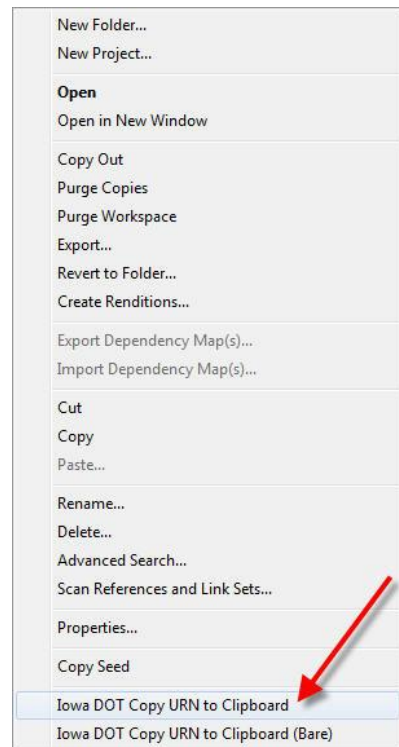 New Folder...
New Project...
Open
Open in New Window
Copy Out
Purge Copies
Purge Workspace
Export...
Revert to Folder...
Create Renditions...
Export Dependency Map(s)...
Import Dependency Map(s)...
Cut
Copy
Paste...
Rename...
Delete...
Advanced Search...
Scan References and Link Sets...
Properties...
Copy Seed
Iowa DOT Copy URN to Clipboard
Iowa DOT Copy URN to Clipboard (Bare)